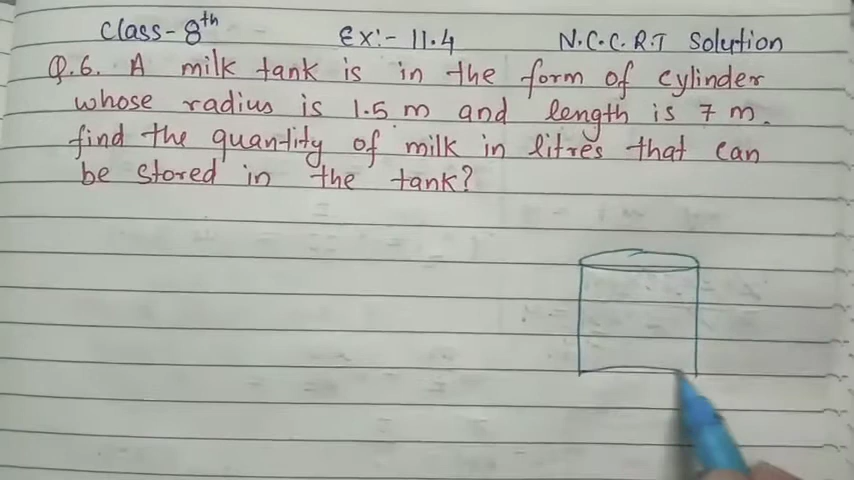 Class-8th Ex:- 11.4 N.C.C.R.T Solution
Q.6. A milk tank is in the form of cylinder
whose radius is 1.5 m and length is 7 m.
find the quantity of milk in litres that can
be stored in the tank?